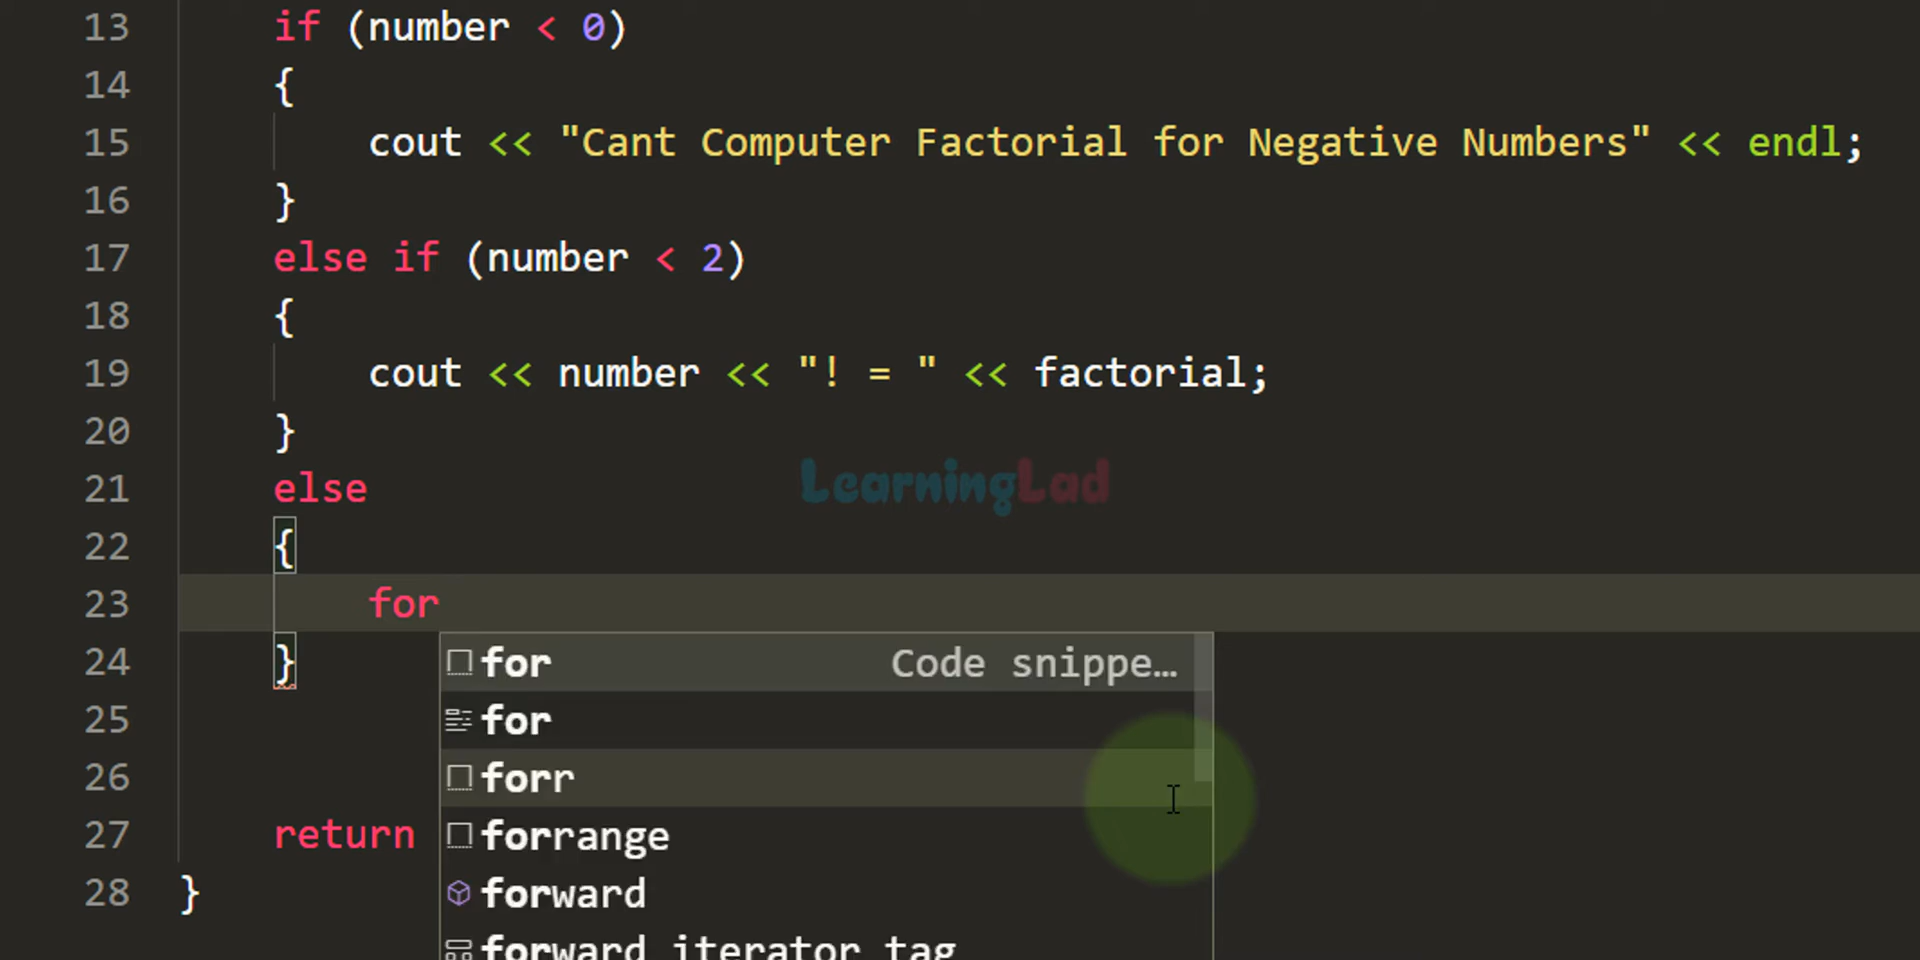 13 if (number < 0)
14 {
15 cout << "Cant Computer Factorial for Negative Numbers" << endl;
16 }
17 else if (number < 2)
18 {
19 cout << number << "! = " << factorial;
20 }
21 else
LearningLad
22 {
23 for
24 }
for Code snippe…
25
for
26
forr
27 return
forrange
28 }
forward
forward_iterator_tag